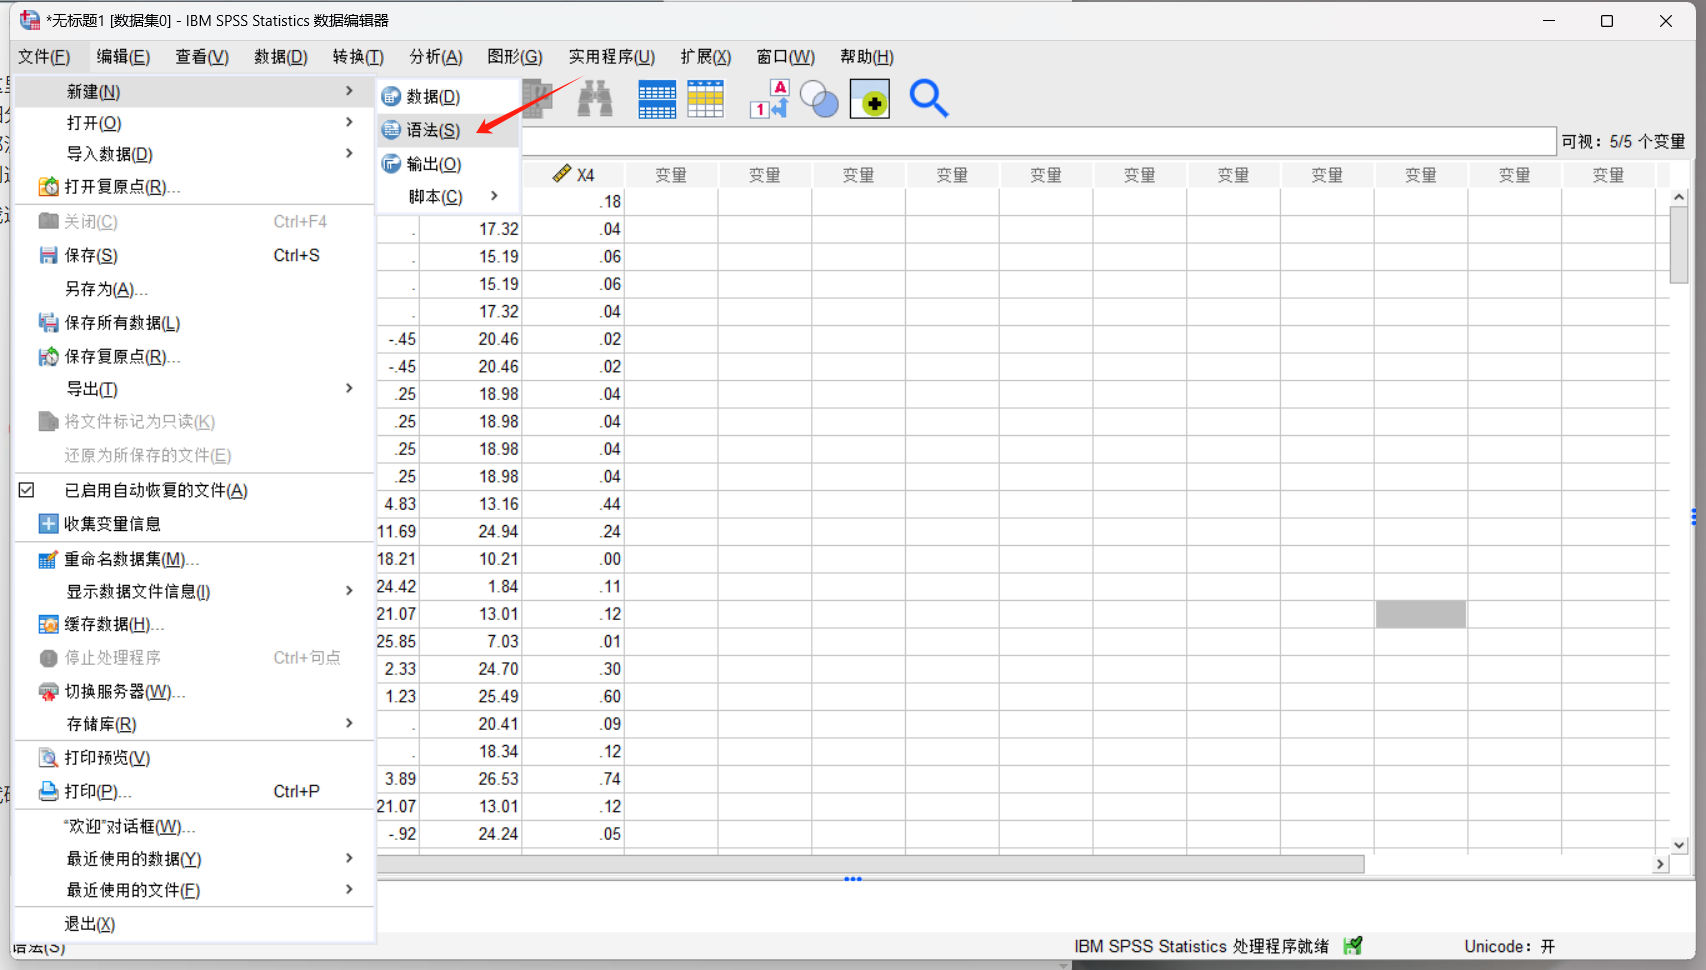 *无标题1 [数据集0] - IBM SPSS Statistics 数据编辑器
文件(F) 编辑(E) 查看(V) 数据(D) 转换(T) 分析(A) 图形(G) 实用程序(U) 扩展(X) 窗口(W) 帮助(H)
新建(N)
打开(O)
导入数据(D)
打开复原点(R)...
关闭(C) Ctrl+F4
保存(S) Ctrl+S
另存为(A)...
保存所有数据(L)
保存复原点(R)...
导出(T)
将文件标记为只读(K)
还原为所保存的文件(E)
已启用自动恢复的文件(A)
收集变量信息
重命名数据集(M)...
显示数据文件信息(I)
缓存数据(H)...
停止处理程序 Ctrl+句点
切换服务器(W)...
存储库(R)
打印预览(V)
打印(P)... Ctrl+P
“欢迎”对话框(W)...
最近使用的数据(Y)
最近使用的文件(F)
退出(X)
数据(D)
语法(S)
输出(O)
脚本(C)
A
1
可视： 5/5 个变量
X4 变量 变量 变量 变量 变量 变量 变量 变量 变量 变量 变量
.18
. 17.32 .04
. 15.19 .06
. 15.19 .06
. 17.32 .04
-.45 20.46 .02
-.45 20.46 .02
.25 18.98 .04
.25 18.98 .04
.25 18.98 .04
.25 18.98 .04
4.83 13.16 .44
11.69 24.94 .24
18.21 10.21 .00
24.42 1.84 .11
21.07 13.01 .12
25.85 7.03 .01
2.33 24.70 .30
1.23 25.49 .60
. 20.41 .09
. 18.34 .12
3.89 26.53 .74
21.07 13.01 .12
-.92 24.24 .05
语法(S)
IBM SPSS Statistics 处理程序就绪
Unicode： 开